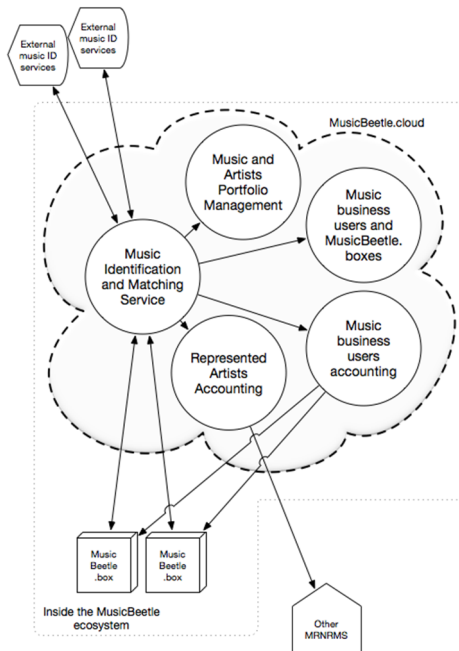 External
music ID
services
External
music ID
services
MusicBeetle.cloud
Music and
Artists
Portfolio
Management
Music
business
users and
MusicBeetle.
boxes
Music
Identification
and Matching
Service
Music
business
users
accounting
Represented
Artists
Accounting
Music
Beetle
.box
Music
Beetle
.box
Inside the MusicBeetle
ecosystem
Other
MRNRMS